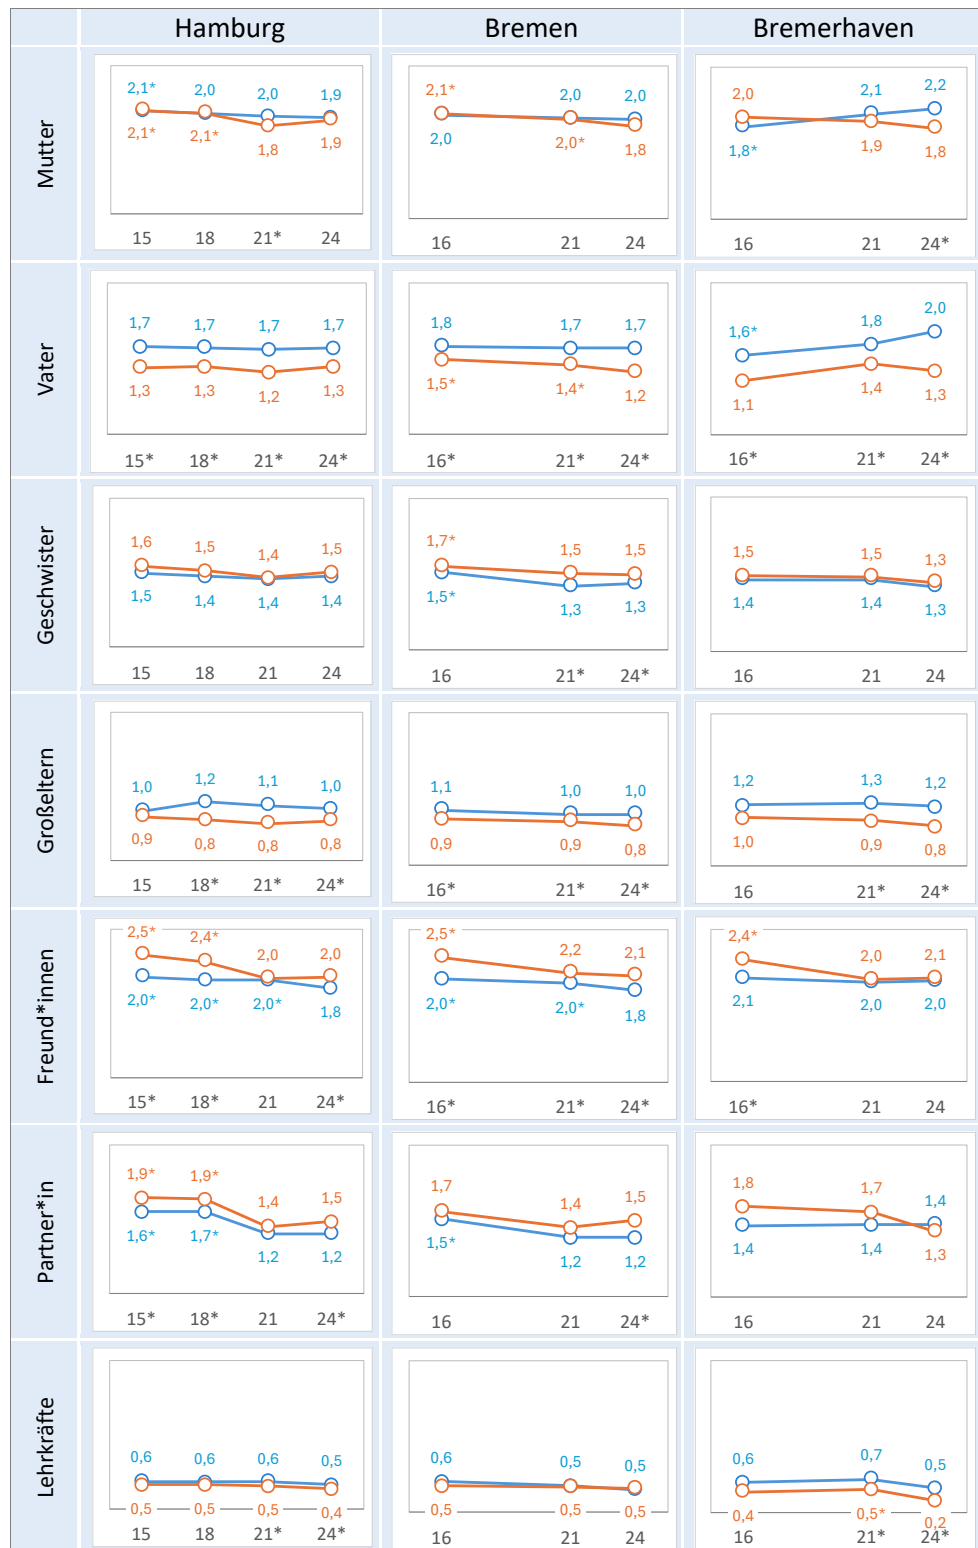 Hamburg Bremen Bremerhaven
Mutter
2,1* 2,0 2,0 1,9
2,1* 2,1* 1,8 1,9
15 18 21* 24
2,1* 2,0 2,0
2,0 2,0* 1,8
16 21 24
2,0 2,1 2,2
1,8* 1,9 1,8
16 21 24*
Vater
1,7 1,7 1,7 1,7
1,3 1,3 1,2 1,3
15* 18* 21* 24*
1,8 1,7 1,7
1,5* 1,4* 1,2
16* 21* 24*
1,6* 1,8 2,0
1,1 1,4 1,3
16* 21* 24*
Geschwister
1,6 1,5 1,4 1,5
1,5 1,4 1,4 1,4
15 18 21 24
1,7* 1,5 1,5
1,5* 1,3 1,3
16 21* 24*
1,5 1,5 1,3
1,4 1,4 1,3
16 21 24
Großeltern
1,0 1,2 1,1 1,0
0,9 0,8 0,8 0,8
15 18* 21* 24*
1,1 1,0 1,0
0,9 0,9 0,8
16* 21* 24*
1,2 1,3 1,2
1,0 0,9 0,8
16 21* 24*
Freund*innen
2,5* 2,4* 2,0 2,0
2,0* 2,0* 2,0* 1,8
15* 18* 21 24*
2,5* 2,2 2,1
2,0* 2,0* 1,8
16* 21* 24*
2,4* 2,0 2,1
2,1 2,0 2,0
16* 21 24
Partner*in
1,9* 1,9* 1,4 1,5
1,6* 1,7* 1,2 1,2
15* 18* 21 24*
1,7 1,4 1,5
1,5* 1,2 1,2
16 21 24*
1,8 1,7 1,4
1,4 1,4 1,3
16 21 24
Lehrkräfte
0,6 0,6 0,6 0,5
0,5 0,5 0,5 0,4
15 18 21* 24*
0,6 0,5 0,5
0,5 0,5 0,5
16 21 24
0,6 0,7 0,5
0,4 0,5* 0,2
16 21* 24*